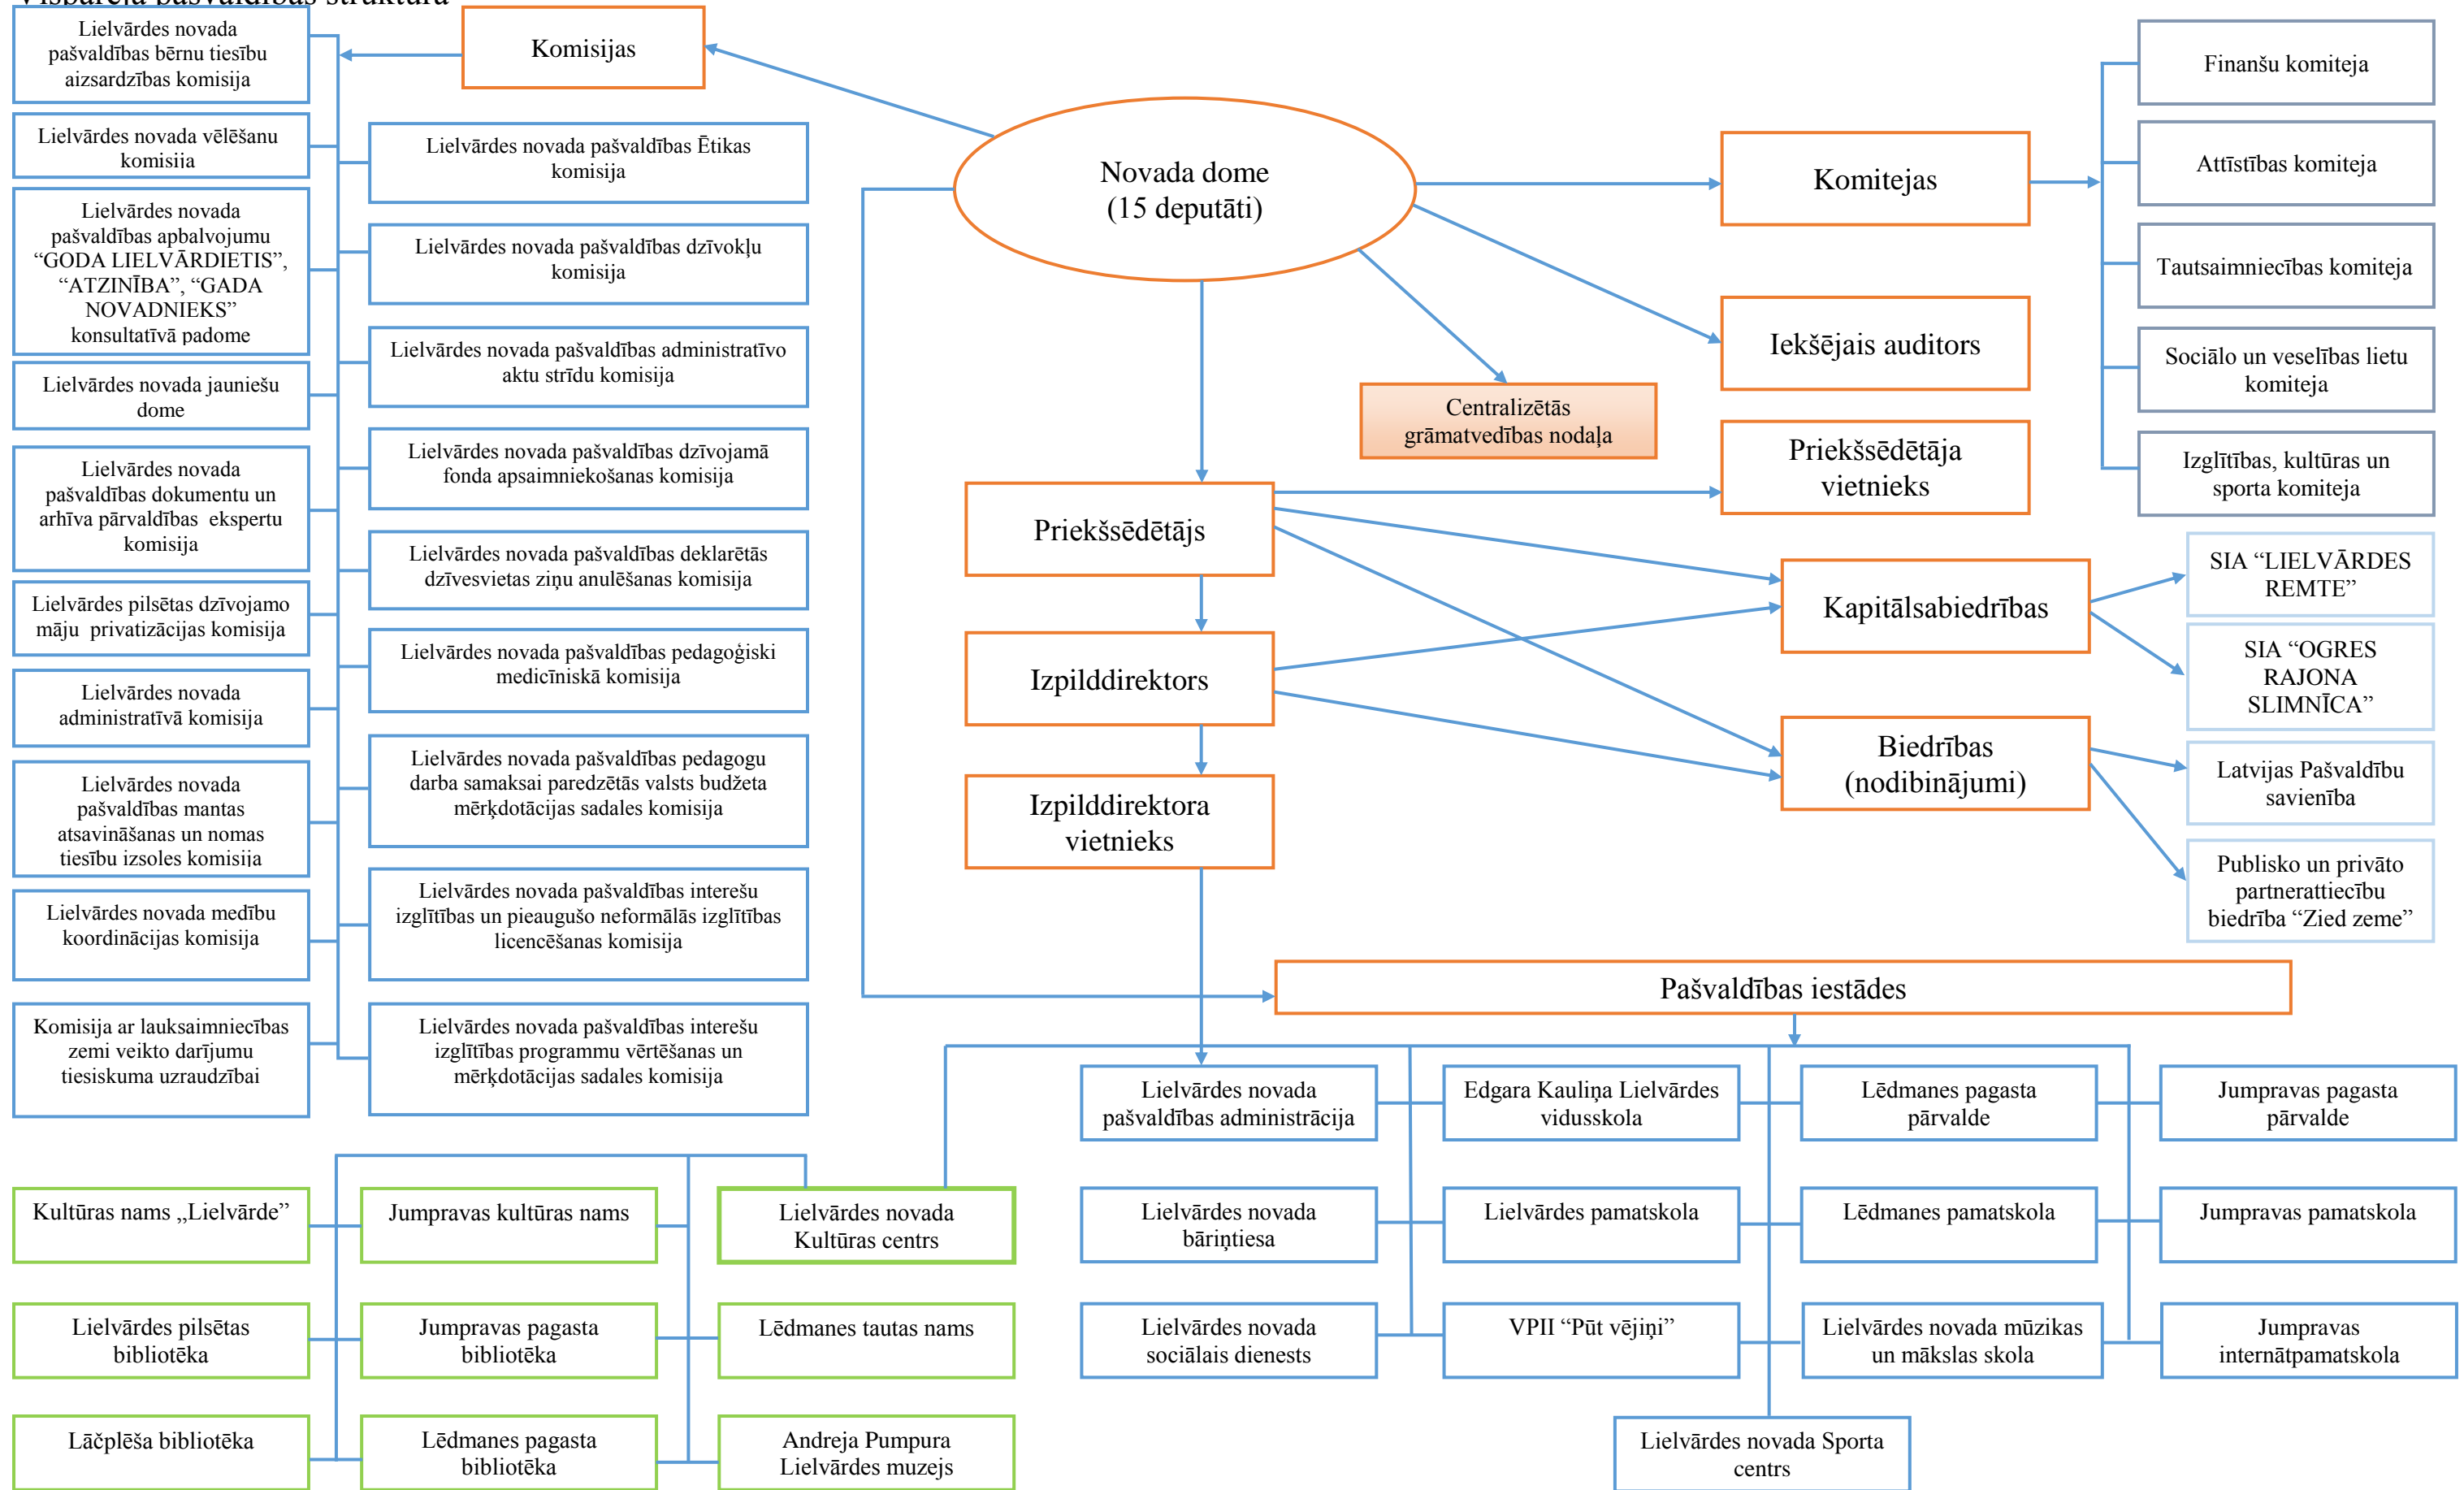 Vispārējā pašvaldības struktūra
Lielvārdes novada
pašvaldības bērnu tiesību
aizsardzības komisija
Lielvārdes novada vēlēšanu
komisija
Lielvārdes novada
pašvaldības apbalvojumu
“GODA LIELVĀRDIETIS”,
“ATZINĪBA”, “GADA
NOVADNIEKS”
konsultatīvā padome
Lielvārdes novada jauniešu
dome
Lielvārdes novada
pašvaldības dokumentu un
arhīva pārvaldības ekspertu
komisija
Lielvārdes pilsētas dzīvojamo
māju privatizācijas komisija
Lielvārdes novada
administratīvā komisija
Lielvārdes novada
pašvaldības mantas
atsavināšanas un nomas
tiesību izsoles komisija
Lielvārdes novada medību
koordinācijas komisija
Komisija ar lauksaimniecības
zemi veikto darījumu
tiesiskuma uzraudzībai
Komisijas
Lielvārdes novada pašvaldības Ētikas
komisija
Lielvārdes novada pašvaldības dzīvokļu
komisija
Lielvārdes novada pašvaldības administratīvo
aktu strīdu komisija
Lielvārdes novada pašvaldības dzīvojamā
fonda apsaimniekošanas komisija
Lielvārdes novada pašvaldības deklarētās
dzīvesvietas ziņu anulēšanas komisija
Lielvārdes novada pašvaldības pedagoģiski
medicīniskā komisija
Lielvārdes novada pašvaldības pedagogu
darba samaksai paredzētās valsts budžeta
mērķdotācijas sadales komisija
Lielvārdes novada pašvaldības interešu
izglītības un pieaugušo neformālās izglītības
licencēšanas komisija
Lielvārdes novada pašvaldības interešu
izglītības programmu vērtēšanas un
mērķdotācijas sadales komisija
Novada dome
(15 deputāti)
Komitejas
Finanšu komiteja
Attīstības komiteja
Tautsaimniecības komiteja
Sociālo un veselības lietu
komiteja
Izglītības, kultūras un
sporta komiteja
Iekšējais auditors
Centralizētās
grāmatvedības nodaļa
Priekšsēdētāja
vietnieks
Priekšsēdētājs
Izpilddirektors
Izpilddirektora
vietnieks
Kapitālsabiedrības
SIA “LIELVĀRDES
REMTE”
SIA “OGRES
RAJONA
SLIMNĪCA”
Biedrības
(nodibinājumi)
Latvijas Pašvaldību
savienība
Publisko un privāto
partnerattiecību
biedrība “Zied zeme”
Pašvaldības iestādes
Lielvārdes novada
pašvaldības administrācija
Edgara Kauliņa Lielvārdes
vidusskola
Lēdmanes pagasta
pārvalde
Jumpravas pagasta
pārvalde
Lielvārdes novada
bāriņtiesa
Lielvārdes pamatskola
Lēdmanes pamatskola
Jumpravas pamatskola
Lielvārdes novada
sociālais dienests
VPII “Pūt vējiņi”
Lielvārdes novada mūzikas
un mākslas skola
Jumpravas
internātpamatskola
Lielvārdes novada Sporta
centrs
Kultūras nams „Lielvārde”
Jumpravas kultūras nams
Lielvārdes novada
Kultūras centrs
Lielvārdes pilsētas
bibliotēka
Jumpravas pagasta
bibliotēka
Lēdmanes tautas nams
Lāčplēša bibliotēka
Lēdmanes pagasta
bibliotēka
Andreja Pumpura
Lielvārdes muzejs